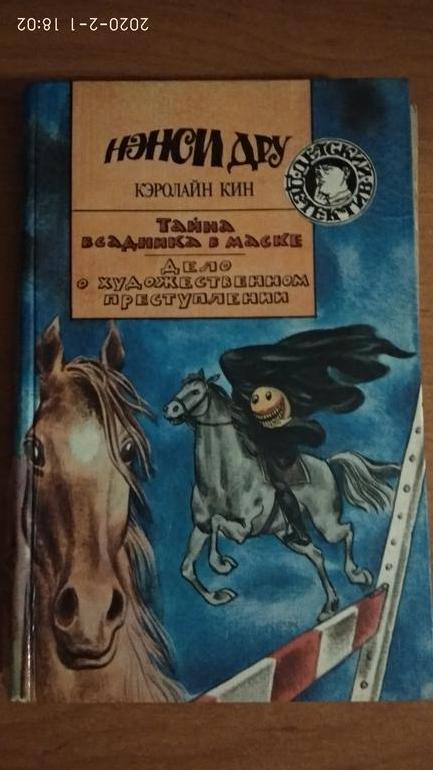 2020-2-1 18:02
НЭНСИ ДРУ
КЭРОЛАЙН КИН
ТАЙНА
ВСАДНИКА В МАСКЕ
ДЕЛО
О ХУДОЖЕСТВЕННОМ
ПРЕСТУПЛЕНИИ
ДЕТСКИЙ
ДЕТЕКТИВ